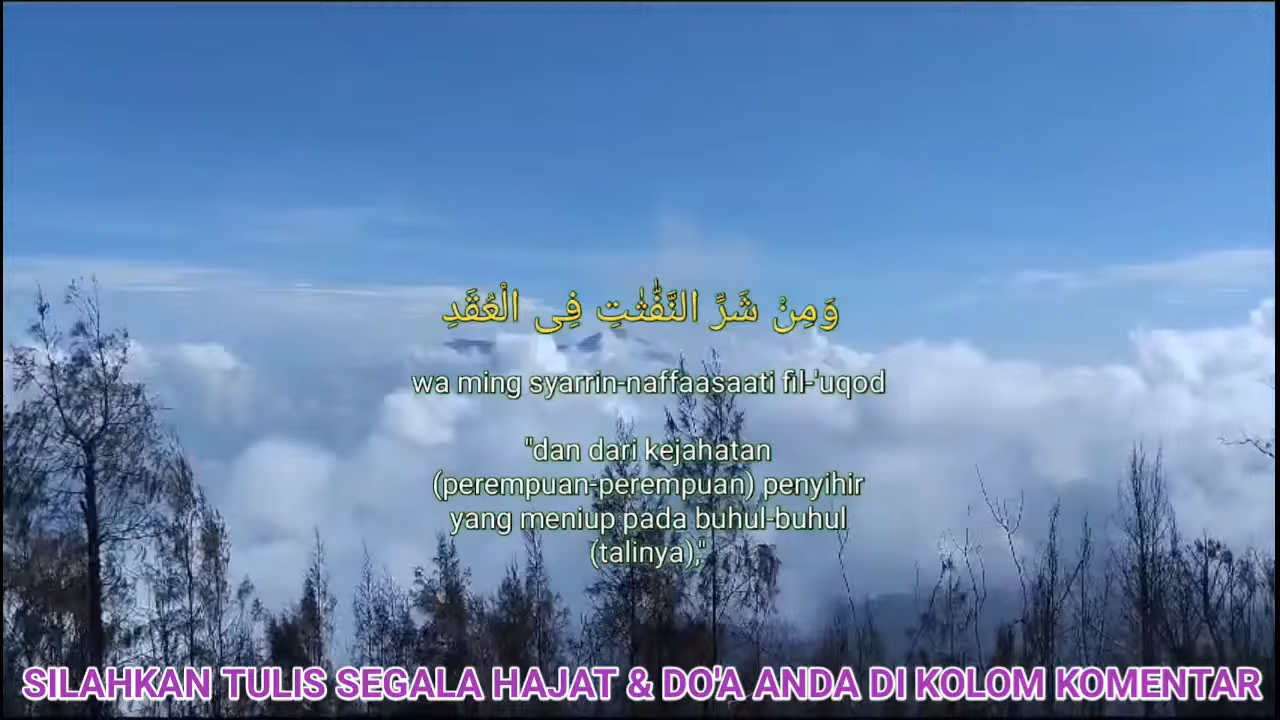 وَمِنْ شَرِّ النَّفّٰثٰتِ فِى الْعُقَدِ
wa ming syarrin-naffaasaati fil-'uqod
"dan dari kejahatan
(perempuan-perempuan) penyihir
yang meniup pada buhul-buhul
(talinya),"
SILAHKAN TULIS SEGALA HAJAT & DO'A ANDA DI KOLOM KOMENTAR